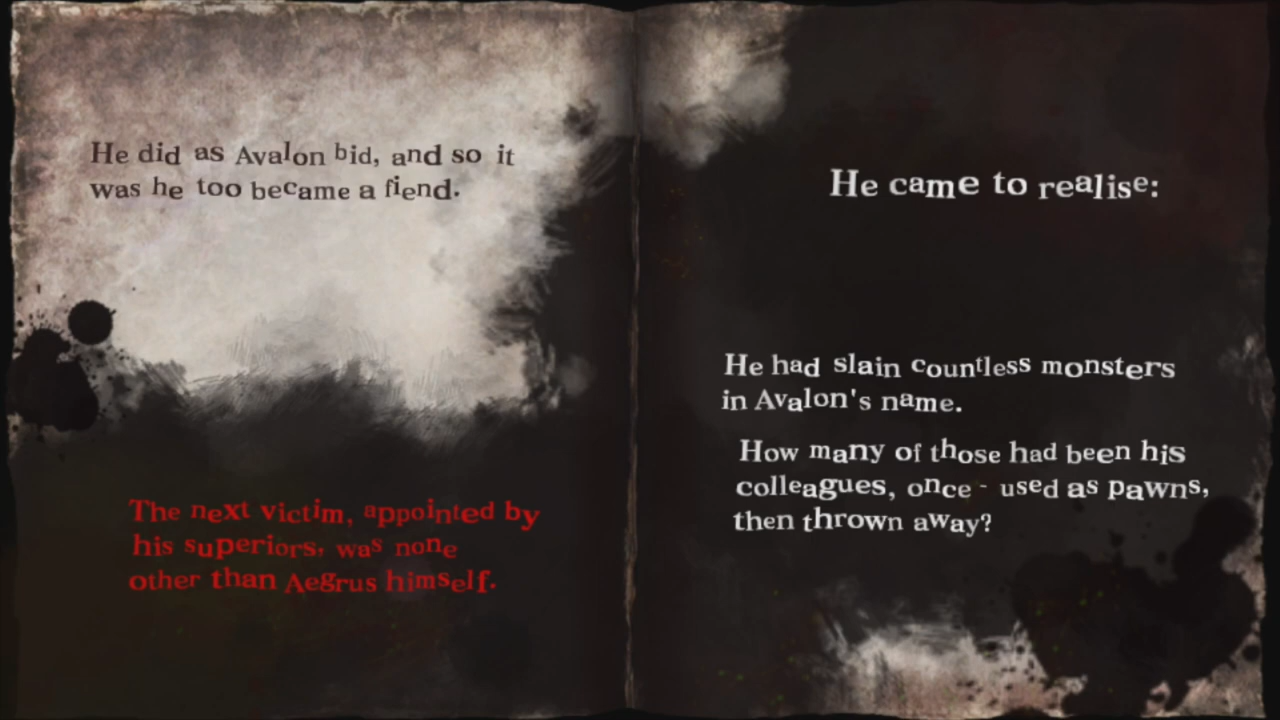 He did as Avalon bid, and so it
was he too became a fiend.
The next victim, appointed by
his superiors, was none
other than Aegrus himself.
He came to realise:
He had slain countless monsters
in Avalon's name.
How many of those had been his
colleagues, once - used as pawns,
then thrown away?